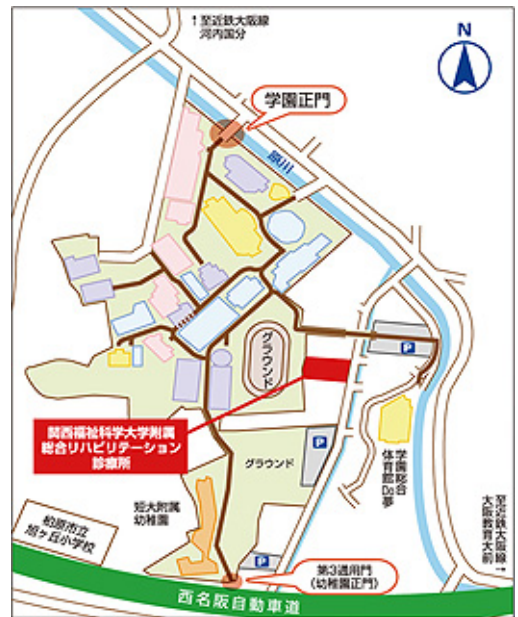 ↑至近鉄大阪線
河内国分
N
学園正門
原川
グラウンド
P
関西福祉科学大学附属
総合リハビリテーション
診療所
学園総合
体育館Do夢
グラウンド
P
短大附属
幼稚園
柏原市立
旭ヶ丘小学校
P
第3通用門
(幼稚園正門)
至近鉄大阪線
大阪教育大前→
西名阪自動車道